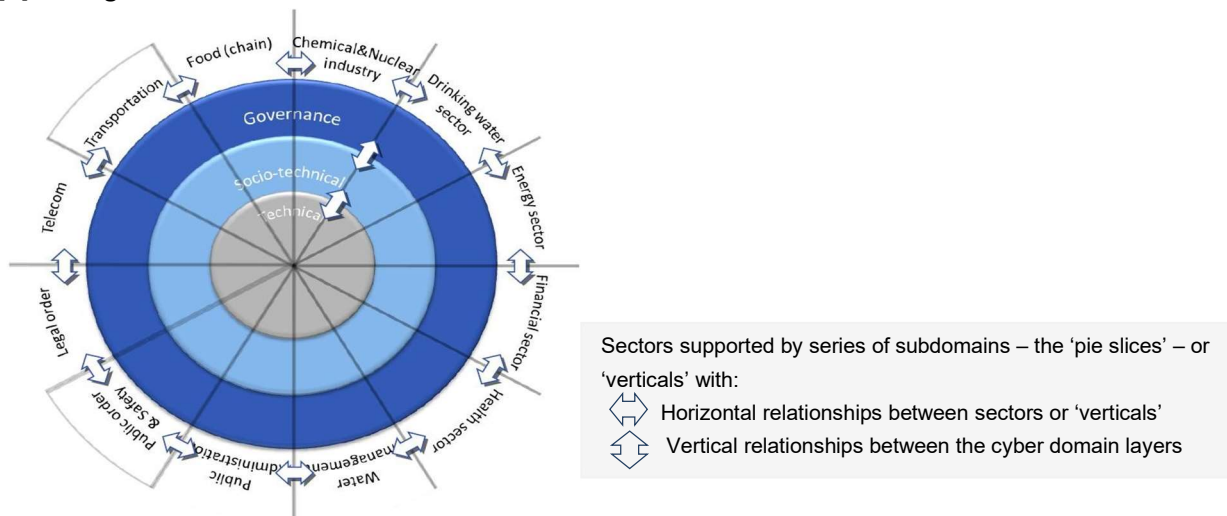 Food (chain)
Chemical&Nuclear
industry
Drinking water
sector
Energy sector
Financial sector
Health sector
Water
management
Public
administration
Public order
& Safety
Legal order
Telecom
Transportation
Governance
Socio-technical
Technical
Sectors supported by series of subdomains – the ‘pie slices’ – or
‘verticals’ with:
Horizontal relationships between sectors or ‘verticals’
Vertical relationships between the cyber domain layers